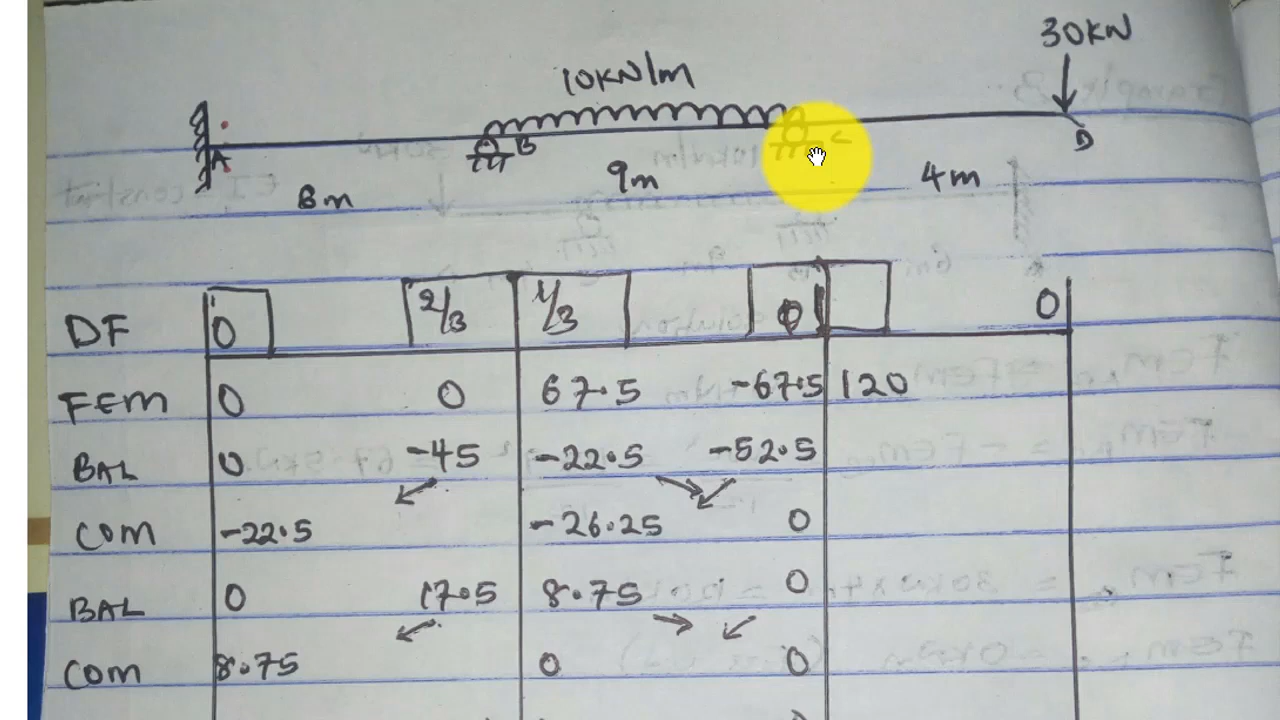 30KN
10KN/m
A B C D
8m 9m 4m
DF 0 2/3 1/3 0 0
FEM 0 0 67.5 -67.5 120
BAL 0 -45 -22.5 -52.5
COM -22.5 -26.25 0
BAL 0 17.5 8.75 0
COM 8.75 0 0